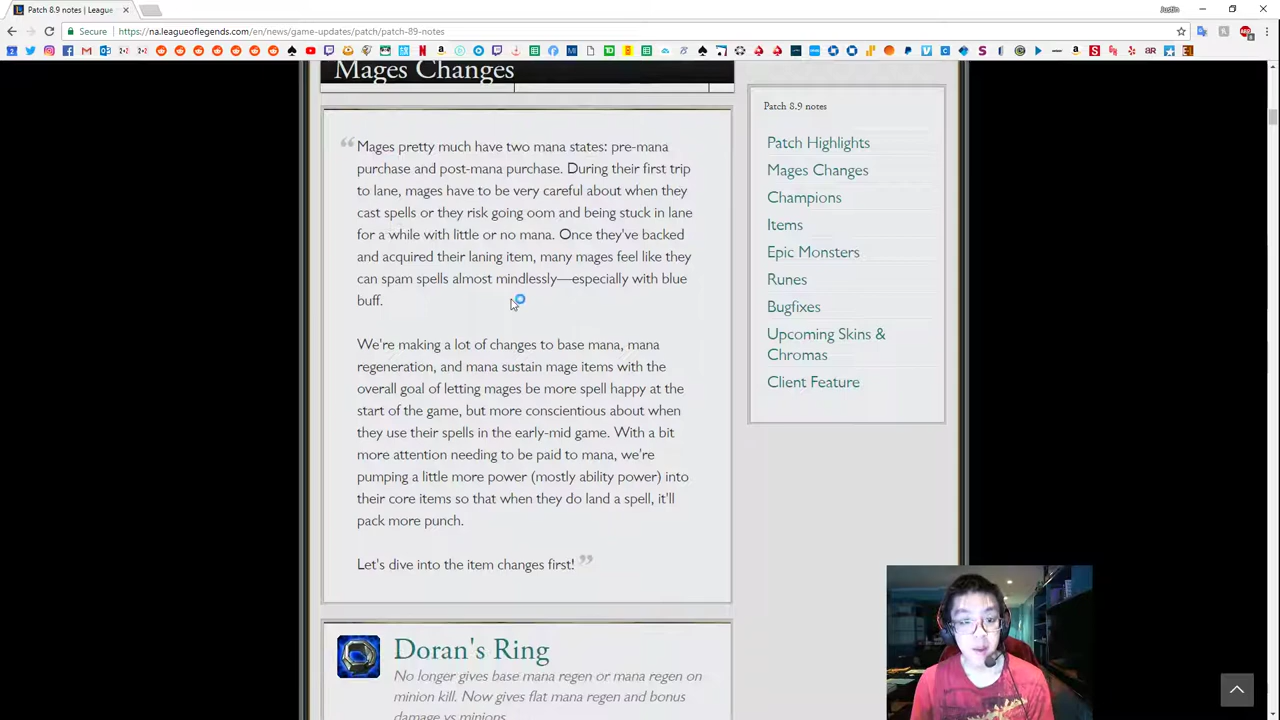 Patch 8.9 notes | League
Justin
Secure
https://na.leagueoflegends.com/en/news/game-updates/patch/patch-89-notes
Mages Changes
“ Mages pretty much have two mana states: pre-mana
purchase and post-mana purchase. During their first trip
to lane, mages have to be very careful about when they
cast spells or they risk going oom and being stuck in lane
for a while with little or no mana. Once they've backed
and acquired their laning item, many mages feel like they
can spam spells almost mindlessly—especially with blue
buff.
We're making a lot of changes to base mana, mana
regeneration, and mana sustain mage items with the
overall goal of letting mages be more spell happy at the
start of the game, but more conscientious about when
they use their spells in the early-mid game. With a bit
more attention needing to be paid to mana, we're
pumping a little more power (mostly ability power) into
their core items so that when they do land a spell, it'll
pack more punch.
Let's dive into the item changes first! ”
Doran's Ring
No longer gives base mana regen or mana regen on
minion kill. Now gives flat mana regen and bonus
damage vs minions.
Patch 8.9 notes
Patch Highlights
Mages Changes
Champions
Items
Epic Monsters
Runes
Bugfixes
Upcoming Skins &
Chromas
Client Feature